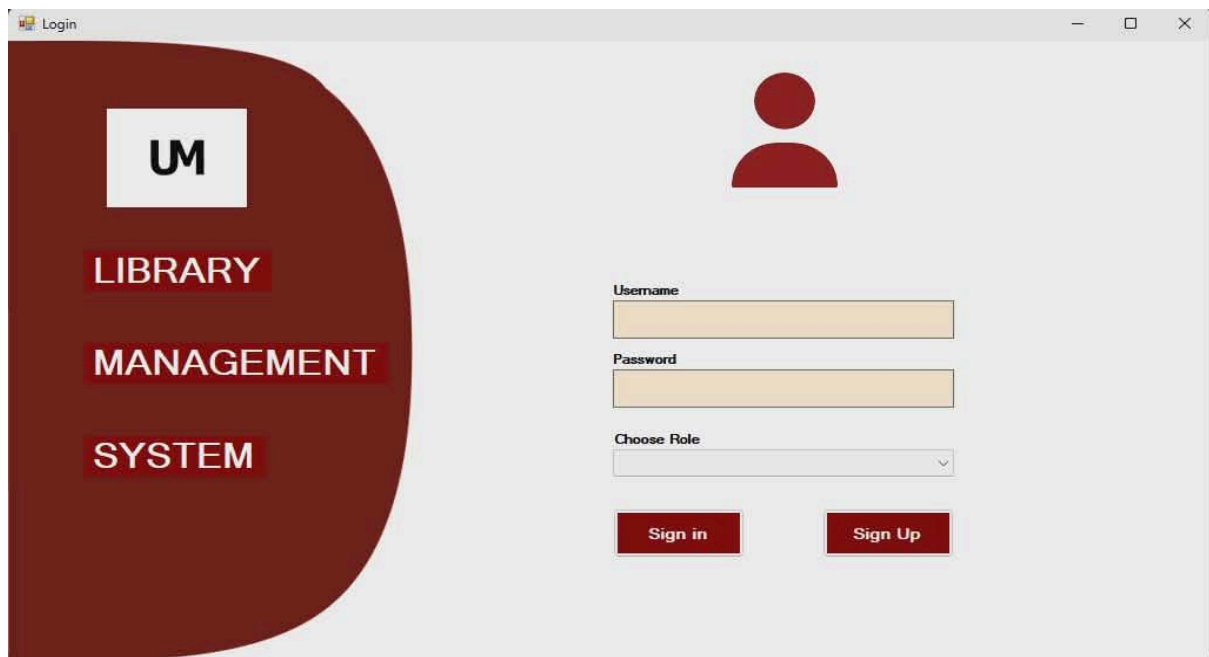 Login
UM
LIBRARY
MANAGEMENT
SYSTEM
Username
Password
Choose Role
Sign in
Sign Up